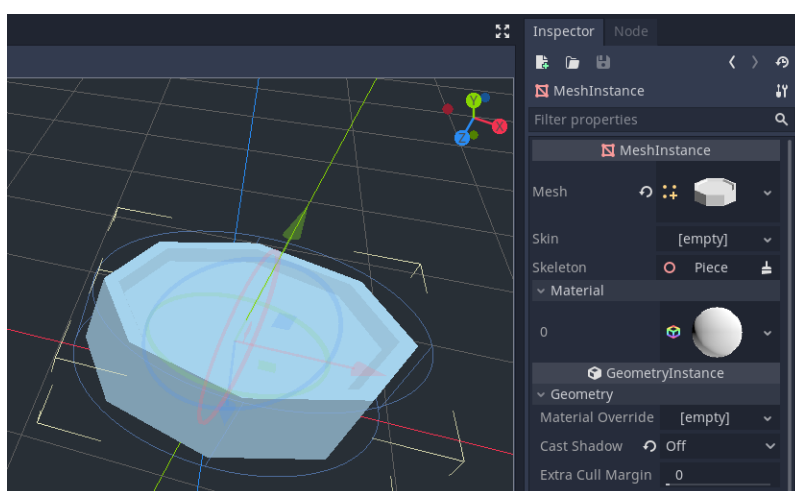 Inspector Node
MeshInstance
Filter properties
MeshInstance
Mesh
Skin [empty]
Skeleton Piece
Material
0
GeometryInstance
Geometry
Material Override [empty]
Cast Shadow Off
Extra Cull Margin 0
Y
X
Z